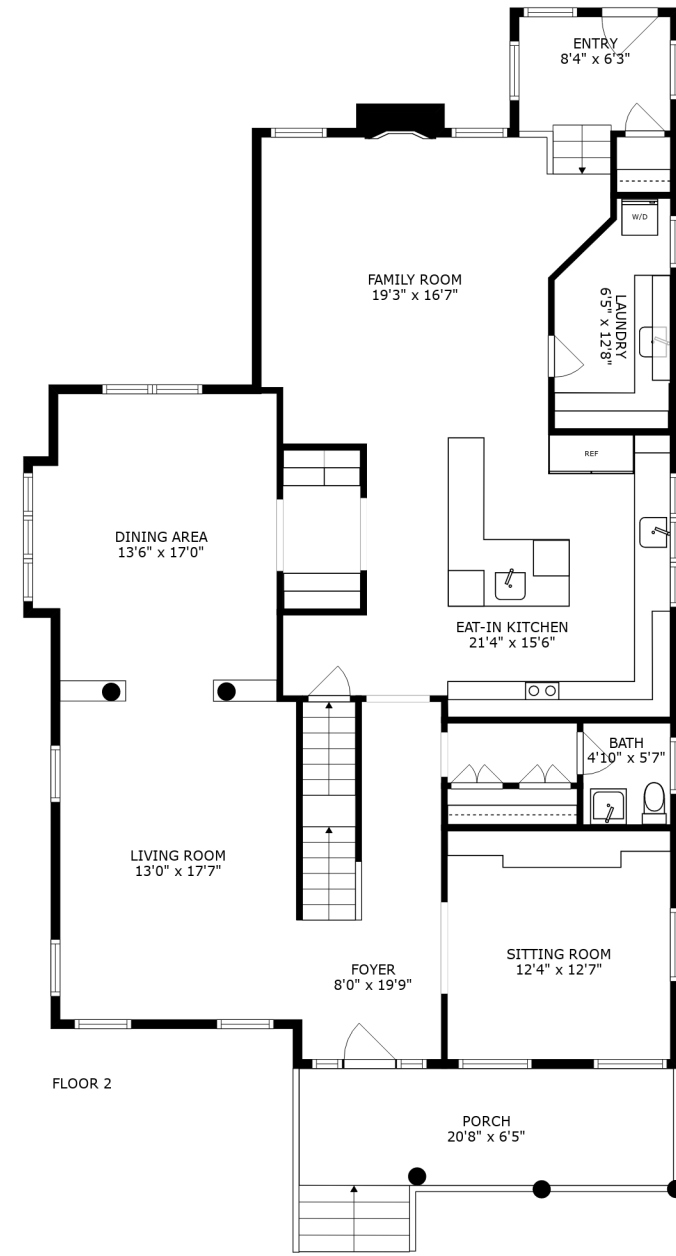 ENTRY
8'4" x 6'3"
W/D
FAMILY ROOM
19'3" x 16'7"
LAUNDRY
6'5" x 12'8"
REF
DINING AREA
13'6" x 17'0"
EAT-IN KITCHEN
21'4" x 15'6"
BATH
4'10" x 5'7"
LIVING ROOM
13'0" x 17'7"
SITTING ROOM
12'4" x 12'7"
FOYER
8'0" x 19'9"
FLOOR 2
PORCH
20'8" x 6'5"